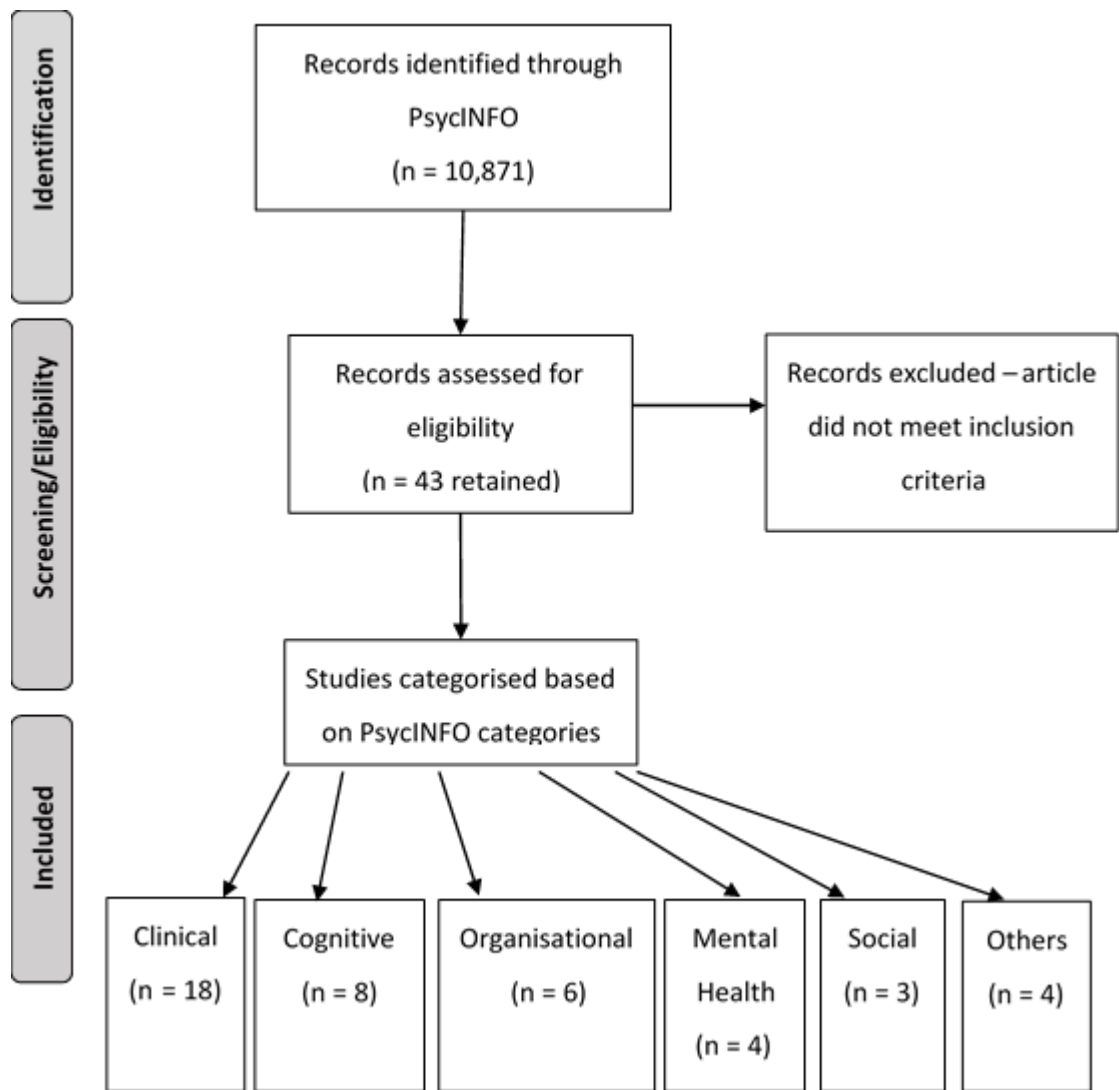 Identification
Records identified through
PsycINFO
(n = 10,871)
Screening/Eligibility
Records assessed for
eligibility
(n = 43 retained)
Records excluded – article
did not meet inclusion
criteria
Studies categorised based
on PsycINFO categories
Included
Clinical
(n = 18)
Cognitive
(n = 8)
Organisational
(n = 6)
Mental
Health
(n = 4)
Social
(n = 3)
Others
(n = 4)